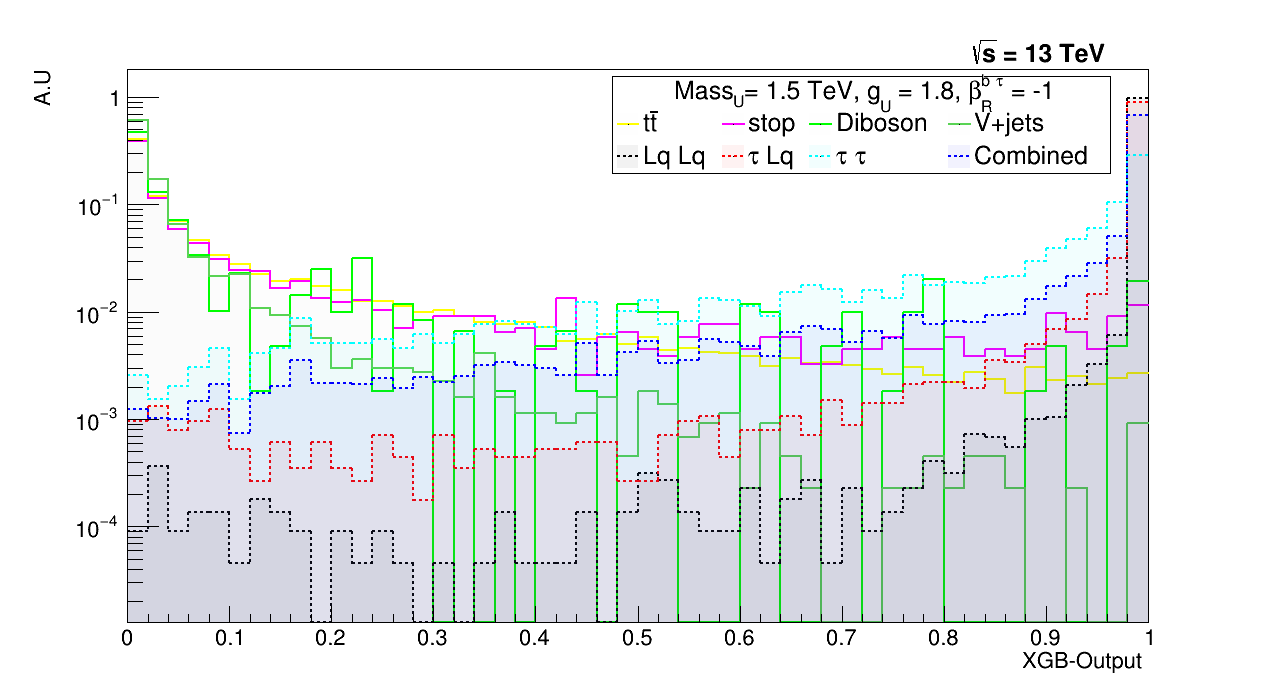 √s = 13 TeV
A.U
Mass_U= 1.5 TeV, g_U = 1.8, β_R^{b τ} = -1
tt̄ stop Diboson V+jets
Lq Lq τ Lq τ τ Combined
1
10⁻¹
10⁻²
10⁻³
10⁻⁴
0 0.1 0.2 0.3 0.4 0.5 0.6 0.7 0.8 0.9 1
XGB-Output